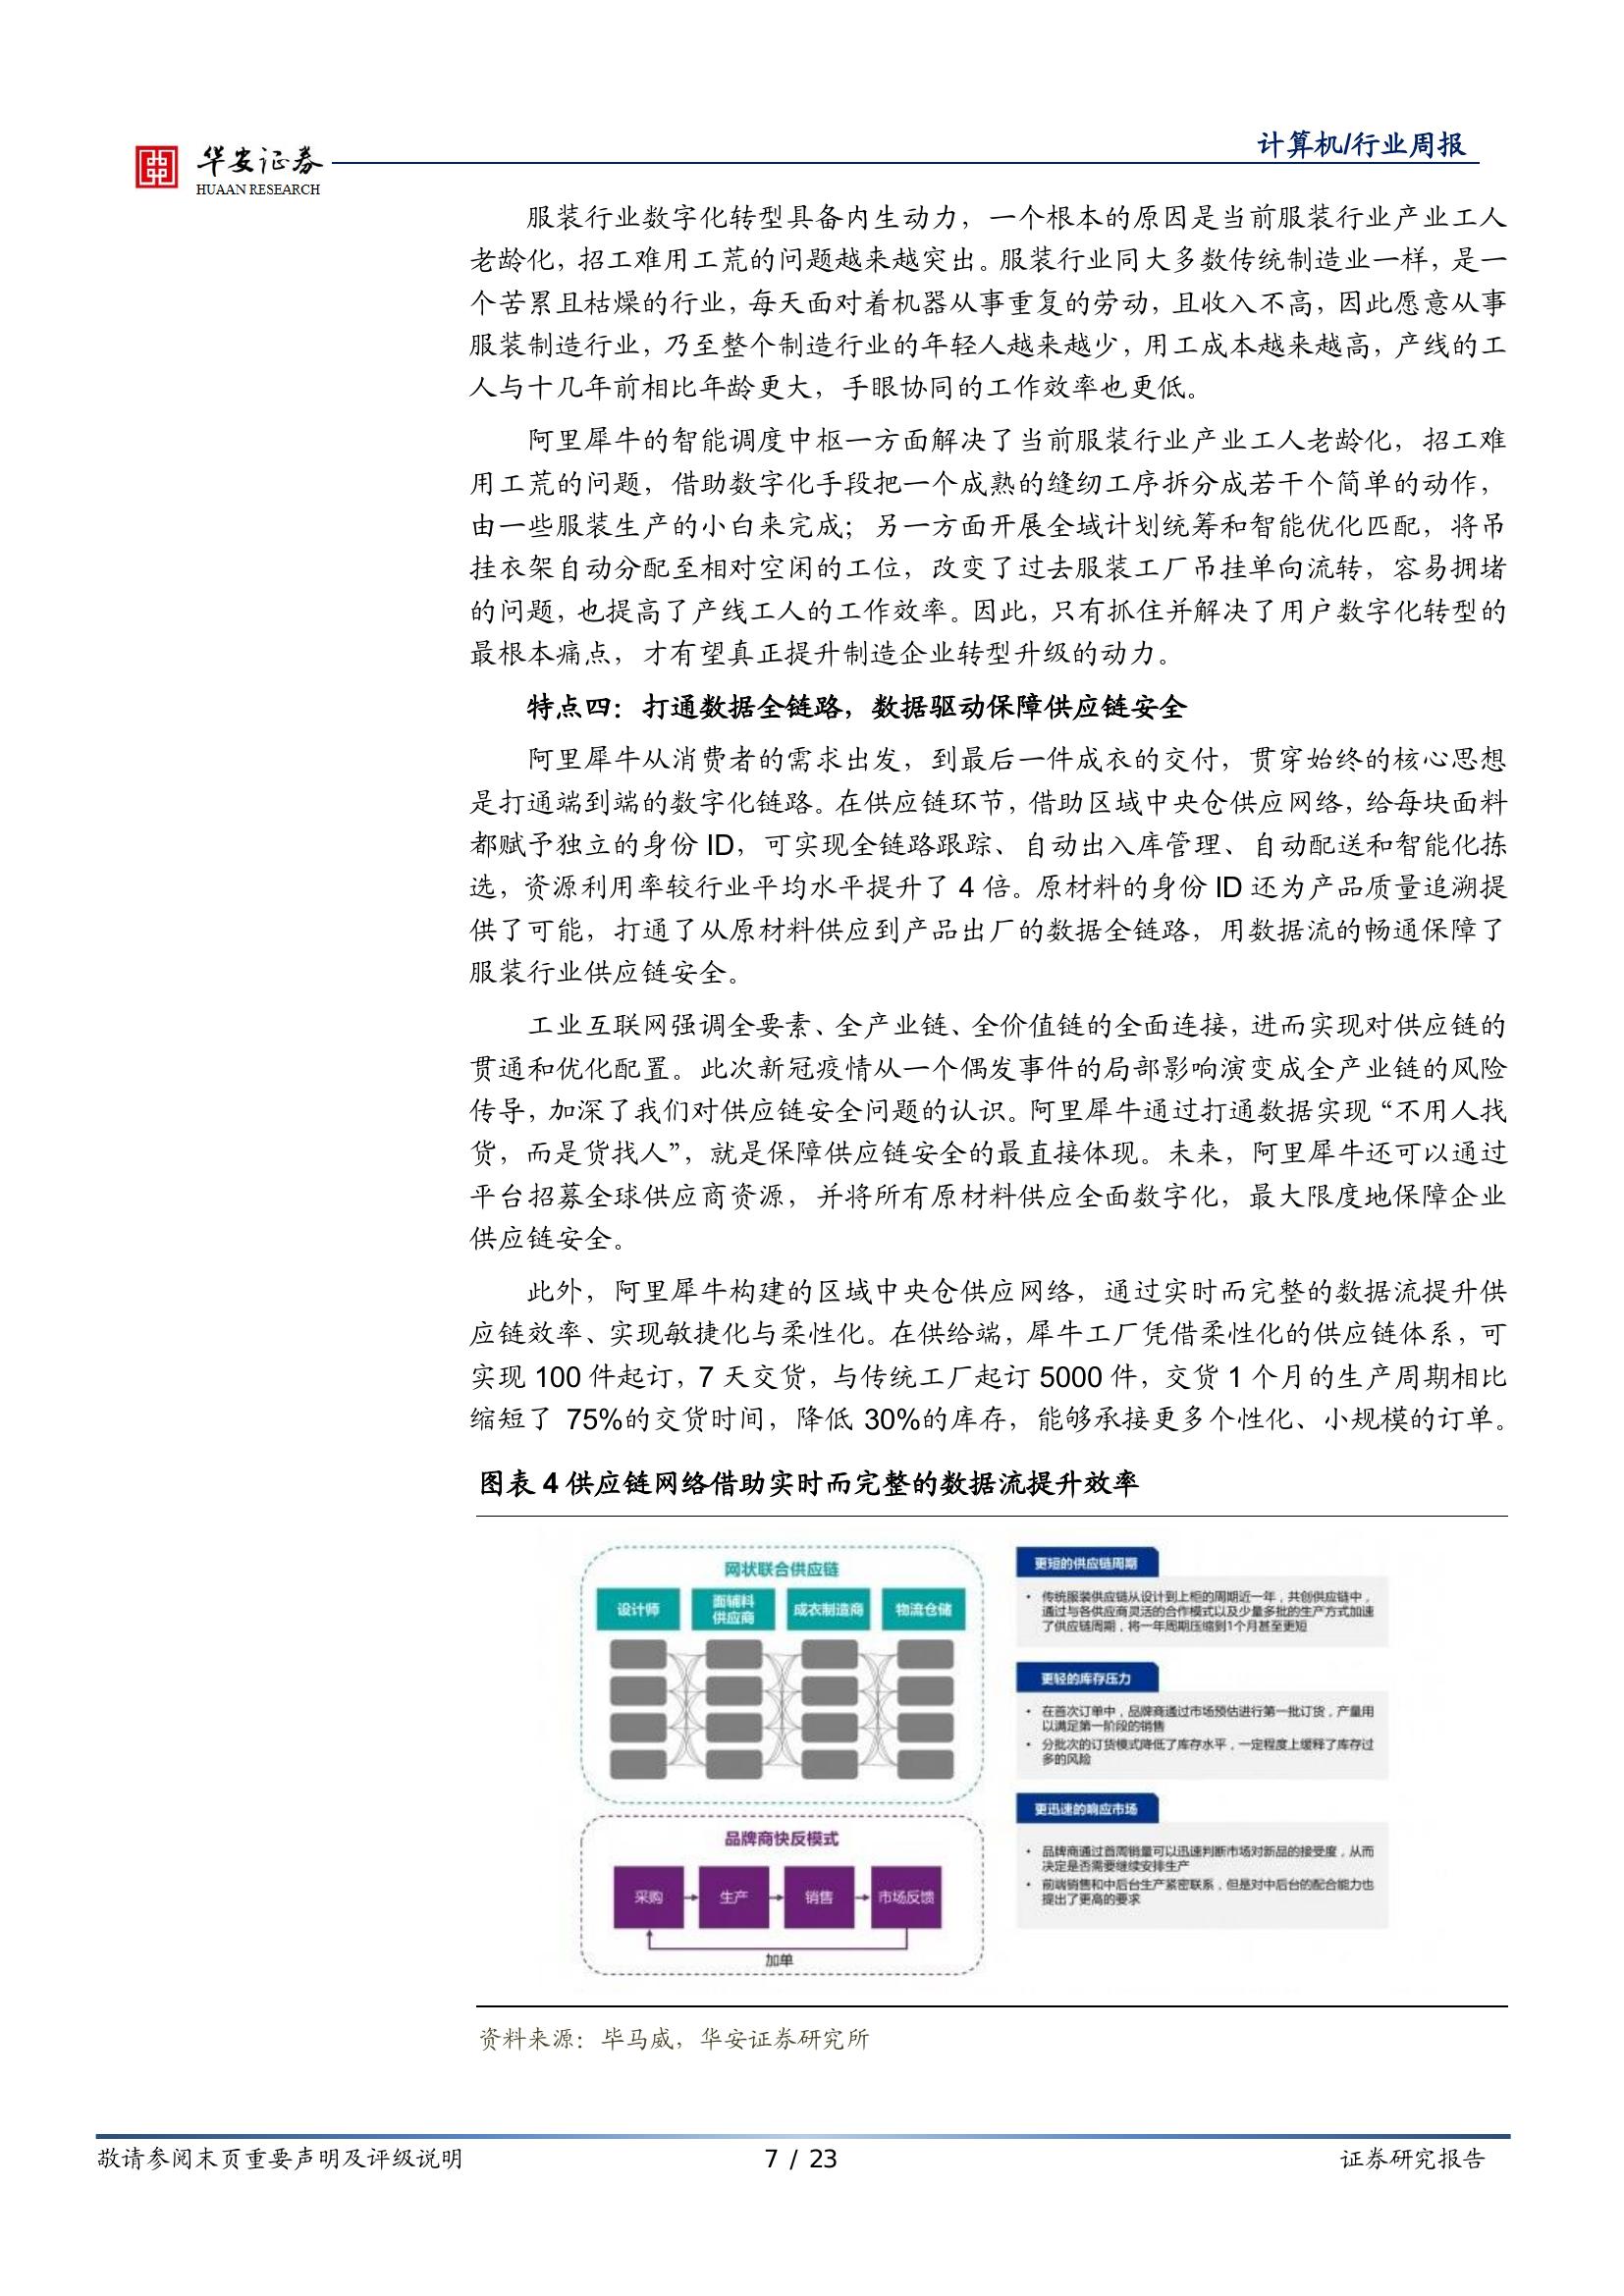 华安证券
HUAAN RESEARCH
计算机/行业周报
服装行业数字化转型具备内生动力，一个根本的原因是当前服装行业产业工人
老龄化，招工难用工荒的问题越来越突出。服装行业同大多数传统制造业一样，是一
个苦累且枯燥的行业，每天面对着机器从事重复的劳动，且收入不高，因此愿意从事
服装制造行业，乃至整个制造行业的年轻人越来越少，用工成本越来越高，产线的工
人与十几年前相比年龄更大，手眼协同的工作效率也更低。
阿里犀牛的智能调度中枢一方面解决了当前服装行业产业工人老龄化，招工难
用工荒的问题，借助数字化手段把一个成熟的缝纫工序拆分成若干个简单的动作，
由一些服装生产的小白来完成；另一方面开展全域计划统筹和智能优化匹配，将吊
挂衣架自动分配至相对空闲的工位，改变了过去服装工厂吊挂单向流转，容易拥堵
的问题，也提高了产线工人的工作效率。因此，只有抓住并解决了用户数字化转型的
最根本痛点，才有望真正提升制造企业转型升级的动力。
特点四：打通数据全链路，数据驱动保障供应链安全
阿里犀牛从消费者的需求出发，到最后一件成衣的交付，贯穿始终的核心思想
是打通端到端的数字化链路。在供应链环节，借助区域中央仓供应网络，给每块面料
都赋予独立的身份 ID，可实现全链路跟踪、自动出入库管理、自动配送和智能化拣
选，资源利用率较行业平均水平提升了 4 倍。原材料的身份 ID 还为产品质量追溯提
供了可能，打通了从原材料供应到产品出厂的数据全链路，用数据流的畅通保障了
服装行业供应链安全。
工业互联网强调全要素、全产业链、全价值链的全面连接，进而实现对供应链的
贯通和优化配置。此次新冠疫情从一个偶发事件的局部影响演变成全产业链的风险
传导，加深了我们对供应链安全问题的认识。阿里犀牛通过打通数据实现“不用人找
货，而是货找人”，就是保障供应链安全的最直接体现。未来，阿里犀牛还可以通过
平台招募全球供应商资源，并将所有原材料供应全面数字化，最大限度地保障企业
供应链安全。
此外，阿里犀牛构建的区域中央仓供应网络，通过实时而完整的数据流提升供
应链效率、实现敏捷化与柔性化。在供给端，犀牛工厂凭借柔性化的供应链体系，可
实现 100 件起订，7 天交货，与传统工厂起订 5000 件，交货 1 个月的生产周期相比
缩短了 75%的交货时间，降低 30%的库存，能够承接更多个性化、小规模的订单。
图表 4 供应链网络借助实时而完整的数据流提升效率
网状联合供应链
设计师
面辅料
供应商
成衣制造商
物流仓储
品牌商快反模式
采购
生产
销售
市场反馈
加单
更短的供应链周期
• 传统服装供应链从设计到上柜的周期近一年，共创供应链中，
通过与各供应商灵活的合作模式以及少量多批的生产方式加速
了供应链周期，将一年周期压缩到1个月甚至更短
更轻的库存压力
• 在首次订单中，品牌商通过市场预估进行第一批订货，产量用
以满足第一阶段的销售
• 分批次的订货模式降低了库存水平，一定程度上缓释了库存过
多的风险
更迅速的响应市场
• 品牌商通过首周销量可以迅速判断市场对新品的接受度，从而
决定是否需要继续安排生产
• 前端销售和中后台生产紧密联系，但是对中后台的配合能力也
提出了更高的要求
资料来源：毕马威，华安证券研究所
敬请参阅末页重要声明及评级说明
7 / 23
证券研究报告